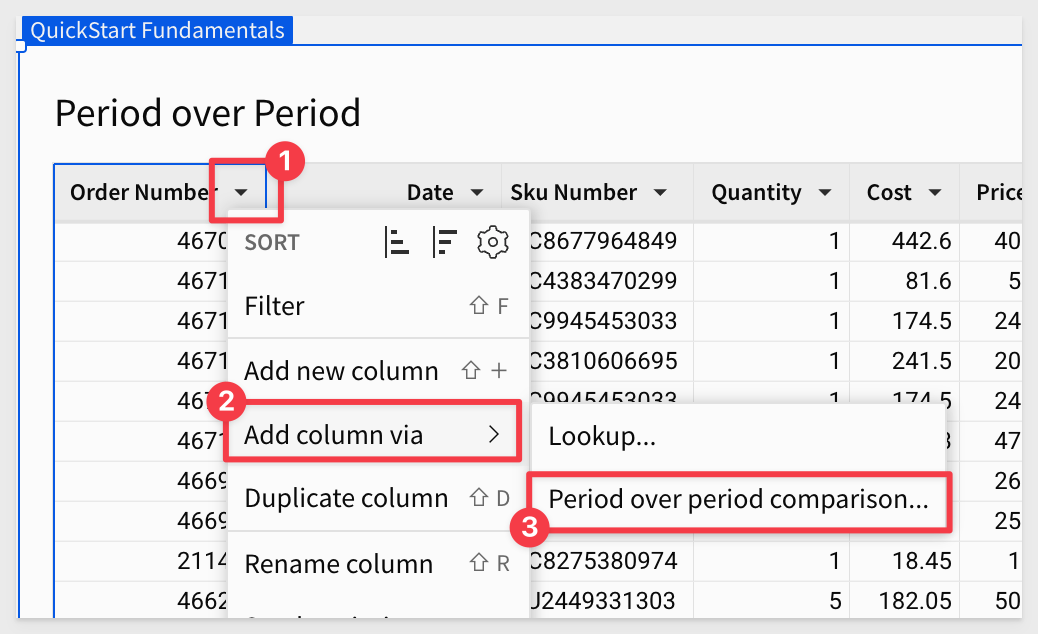 QuickStart Fundamentals
Period over Period
1
Order Number Date Sku Number Quantity Cost Price
4670 C8677964849 1 442.6 40
SORT
4671 C4383470299 1 81.6 5
Filter F
4671 C9945453033 1 174.5 24
4671 C3810606695 1 241.5 20
Add new column +
467 C9945453033 1 174.5 24
2
4671 Add column via Lookup... 47
4669 26
Duplicate column D Period over period comparison...
4669 25
3
2114 C8275380974 1 18.45 1
Rename column R
4662 U2449331303 5 182.05 50